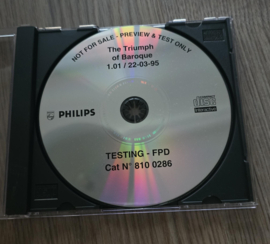 NOT FOR SALE - PREVIEW & TEST ONLY
The Triumph
of Baroque
1.01 / 22-03-95
PHILIPS
TESTING - FPD
Cat N° 810 0286